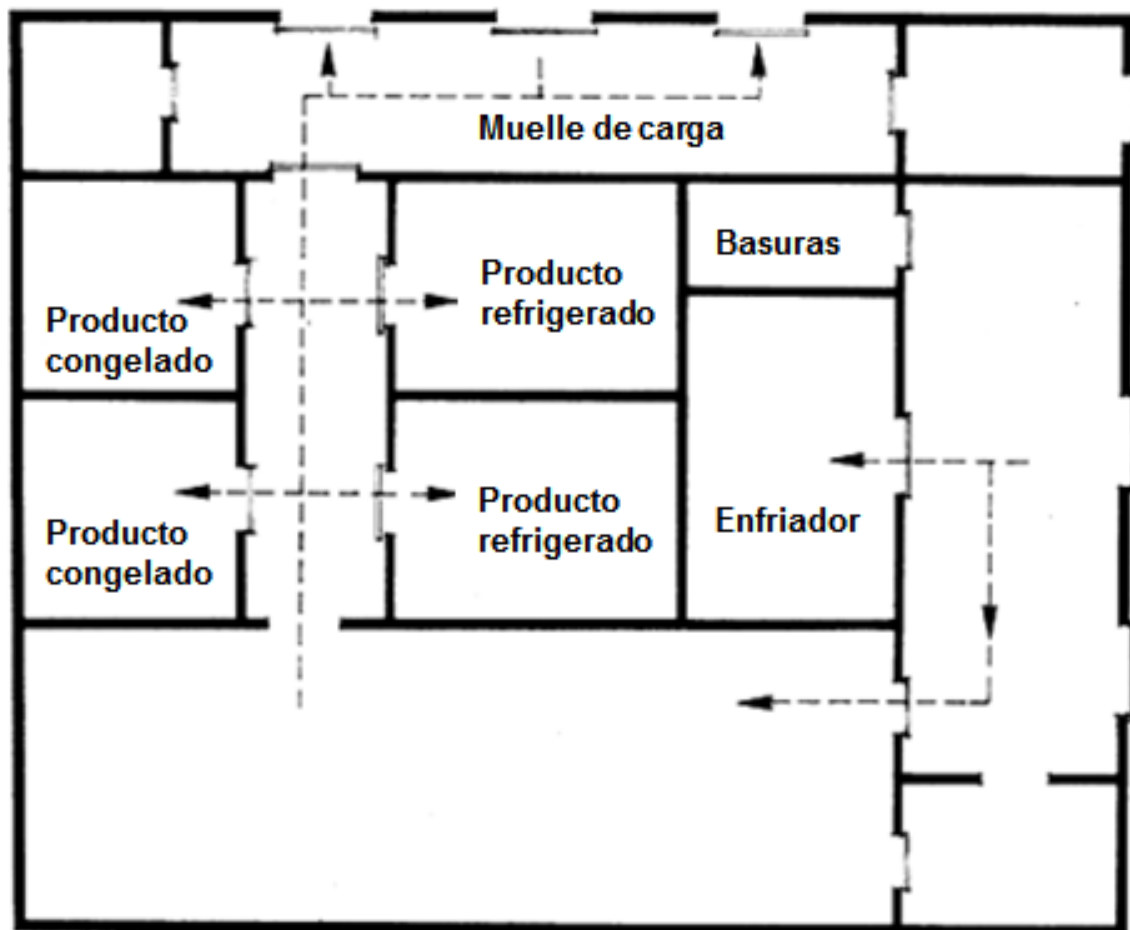 Muelle de carga
Basuras
Producto
refrigerado
Producto
congelado
Producto
refrigerado
Enfriador
Producto
congelado